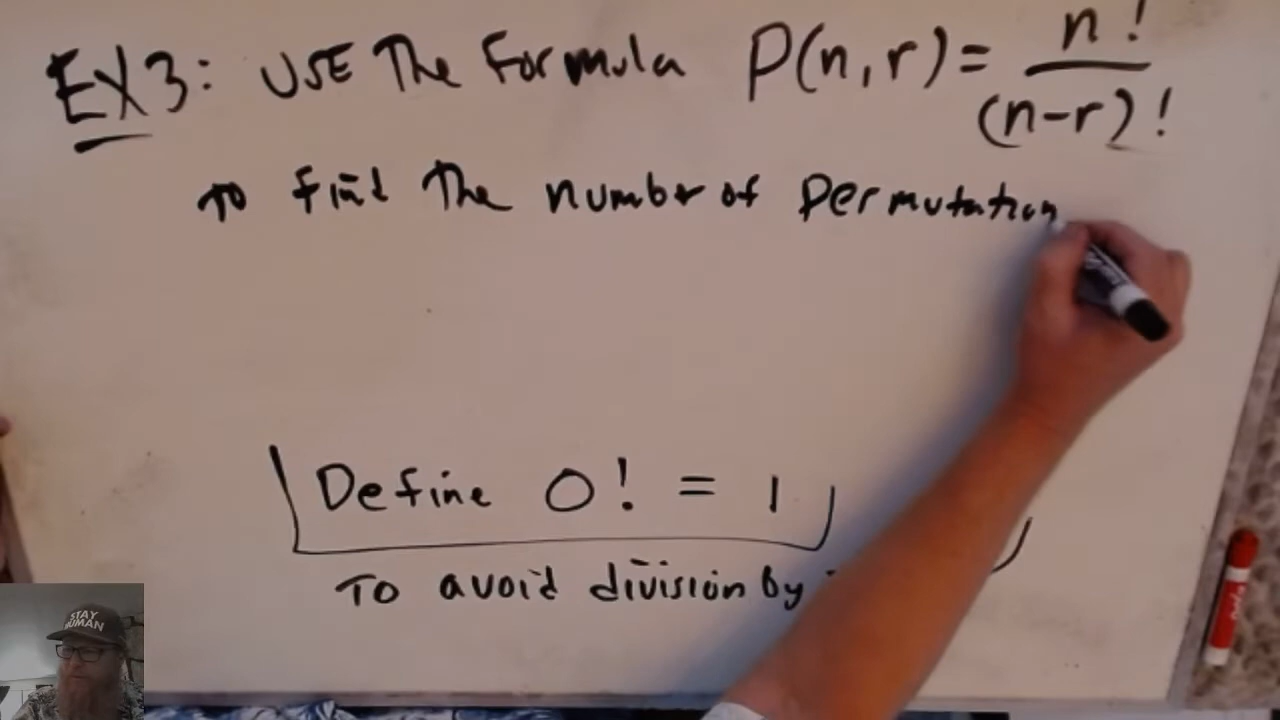 EX3: USE The Formula P(n,r) = n! / (n-r)!
To find The number of Permutation
Define 0! = 1
To avoid division by
STAY
HUMAN